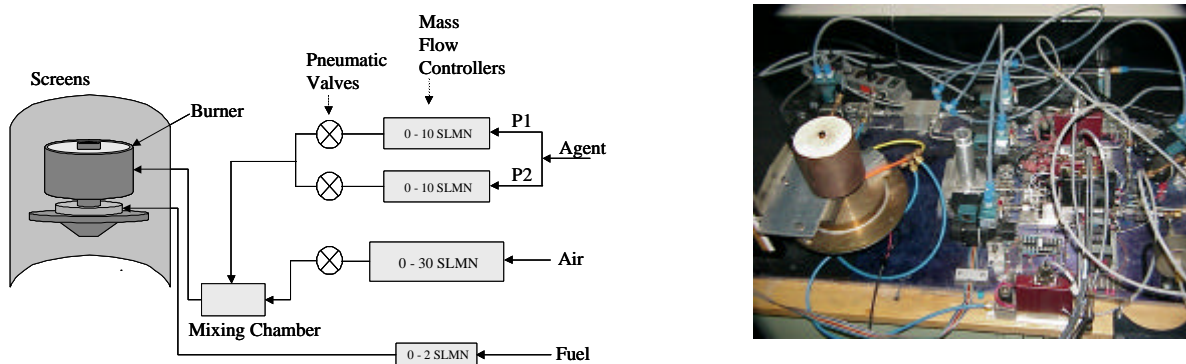 Mass
Flow
Controllers
Pneumatic
Valves
Screens
Burner
0 - 10 SLMN
P1
Agent
0 - 10 SLMN
P2
0 - 30 SLMN
Air
Mixing Chamber
0 - 2 SLMN
Fuel